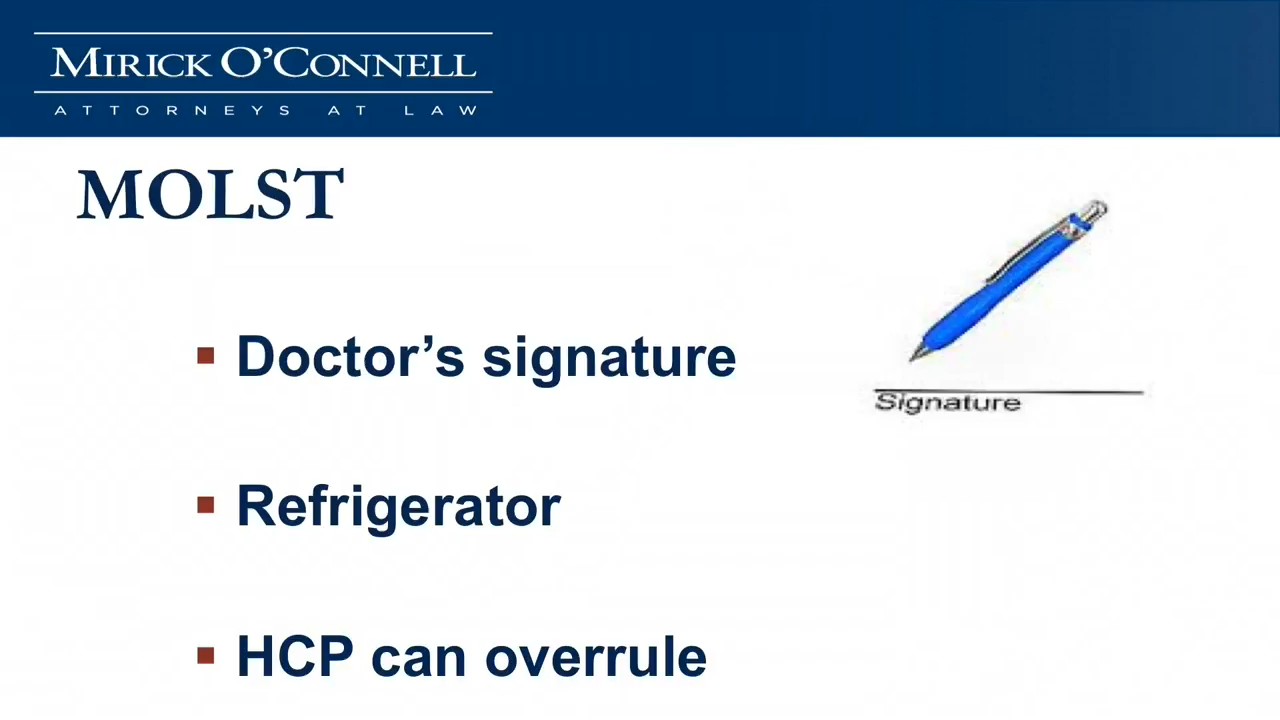 MIRICK O'CONNELL
ATTORNEYS AT LAW
MOLST
Doctor's signature
Signature
Refrigerator
HCP can overrule